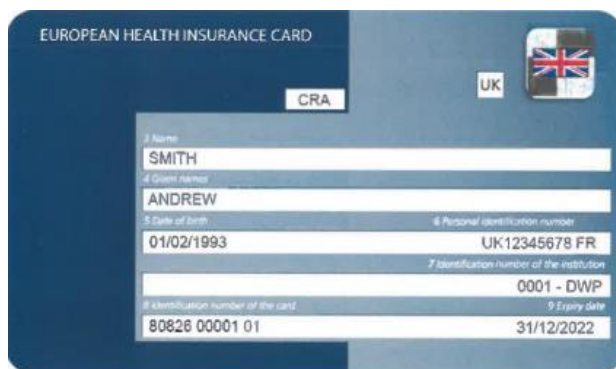 EUROPEAN HEALTH INSURANCE CARD
UK
CRA
3 Name
SMITH
4 Given names
ANDREW
5 Date of birth 6 Personal identification number
01/02/1993 UK12345678 FR
7 Identification number of the institution
0001 - DWP
8 Identification number of the card 9 Expiry date
80826 00001 01 31/12/2022